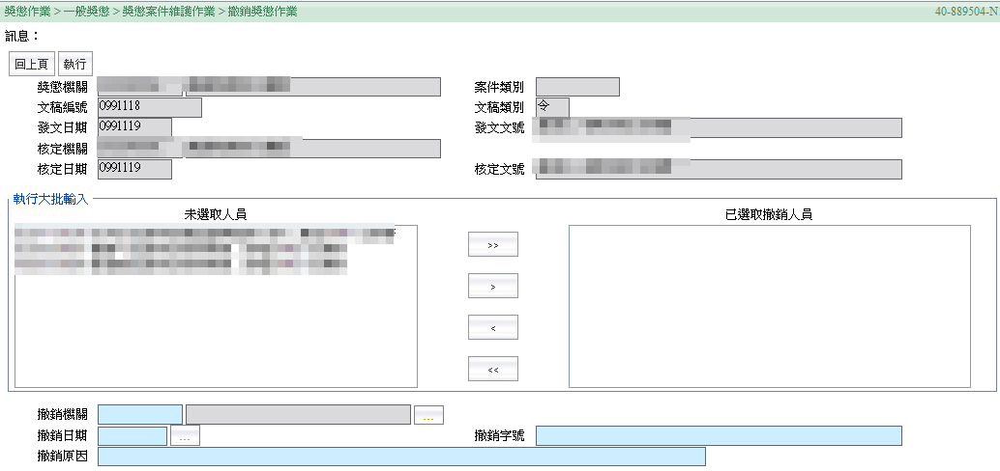 獎懲作業 > 一般獎懲 > 獎懲案件維護作業 > 撤銷獎懲作業 40-889504-N
訊息：
回上頁 執行
獎懲機關 案件類別
文稿編號 0991118 文稿類別 令
發文日期 0991119 發文文號
核定機關
核定日期 0991119 核定文號
執行大批輸入
未選取人員 已選取撤銷人員
>>
>
<
<<
撤銷機關 ...
撤銷日期 ... 撤銷字號
撤銷原因